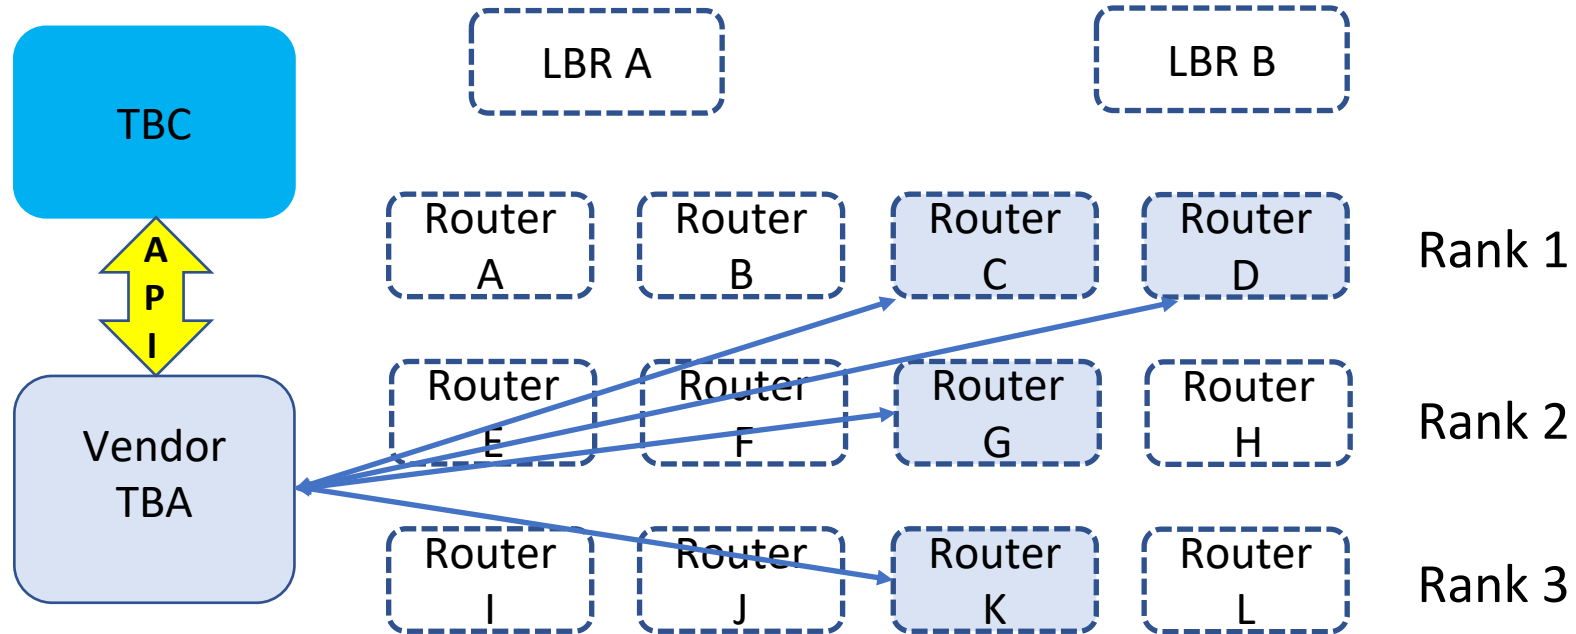 TBC
A
P
I
Vendor
TBA
LBR A
LBR B
Router
A
Router
B
Router
C
Router
D
Rank 1
Router
E
Router
F
Router
G
Router
H
Rank 2
Router
I
Router
J
Router
K
Router
L
Rank 3